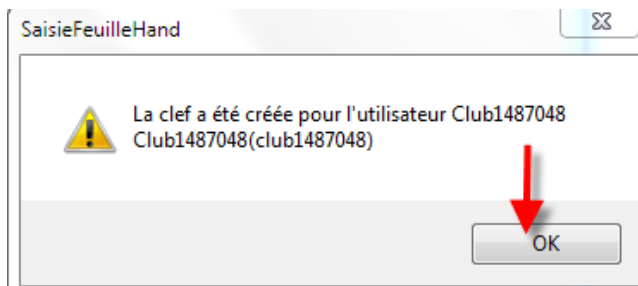 SaisieFeuilleHand
La clef a été créée pour l'utilisateur Club1487048
Club1487048(club1487048)
OK